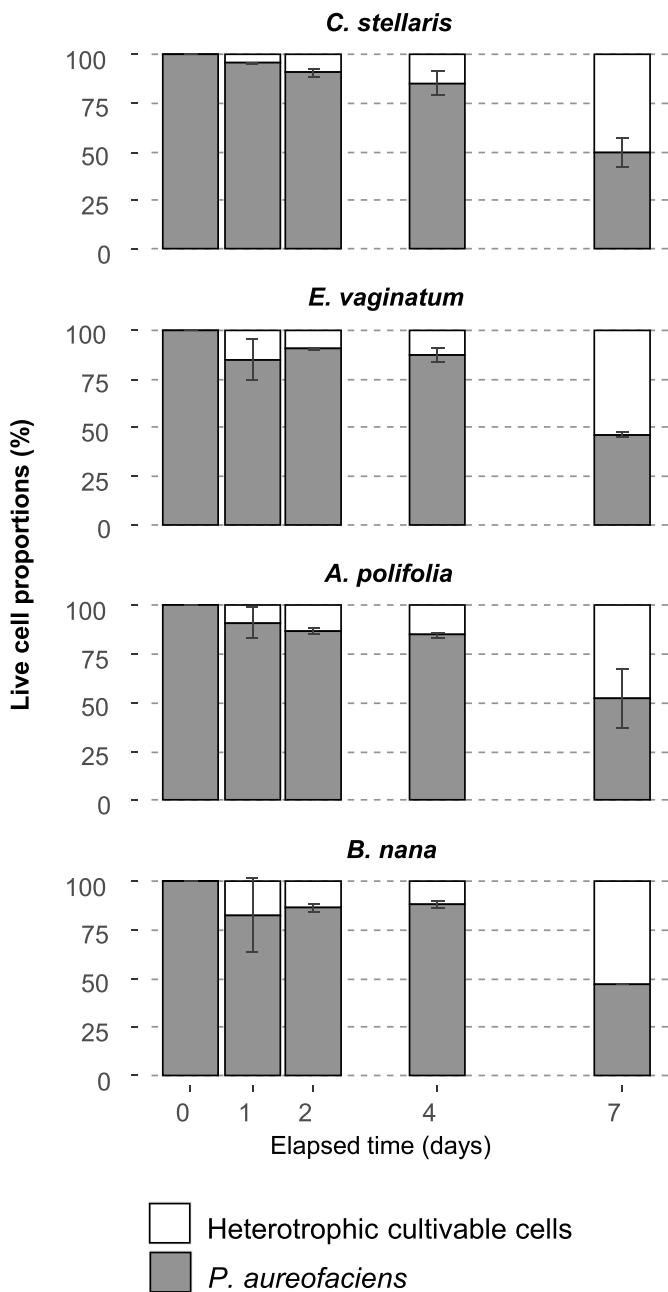 C. stellaris
100
75
50
25
0
E. vaginatum
100
75
50
25
0
A. polifolia
100
75
50
25
0
B. nana
100
75
50
25
0
Live cell proportions (%)
0 1 2 4 7
Elapsed time (days)
Heterotrophic cultivable cells
P. aureofaciens